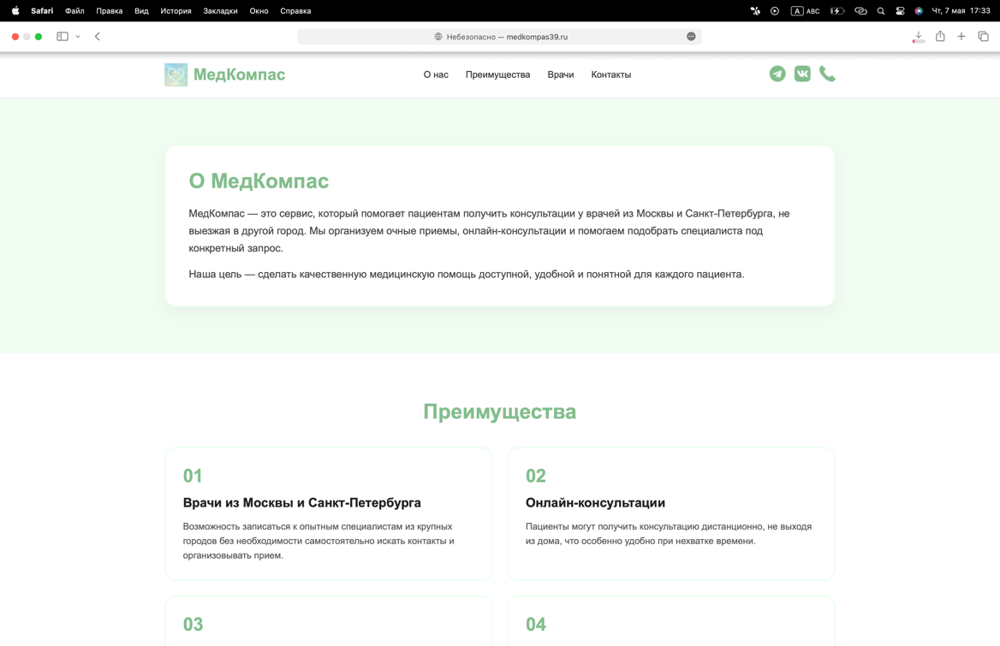 Safari Файл Правка Вид История Закладки Окно Справка A ABC Чт, 7 мая 17:33
Небезопасно — medkompas39.ru
МедКомпас О нас Преимущества Врачи Контакты
О МедКомпас
МедКомпас — это сервис, который помогает пациентам получить консультации у врачей из Москвы и Санкт-Петербурга, не
выезжая в другой город. Мы организуем очные приемы, онлайн-консультации и помогаем подобрать специалиста под
конкретный запрос.
Наша цель — сделать качественную медицинскую помощь доступной, удобной и понятной для каждого пациента.
Преимущества
01
Врачи из Москвы и Санкт-Петербурга
Возможность записаться к опытным специалистам из крупных
городов без необходимости самостоятельно искать контакты и
организовывать прием.
02
Онлайн-консультации
Пациенты могут получить консультацию дистанционно, не выходя
из дома, что особенно удобно при нехватке времени.
03
04